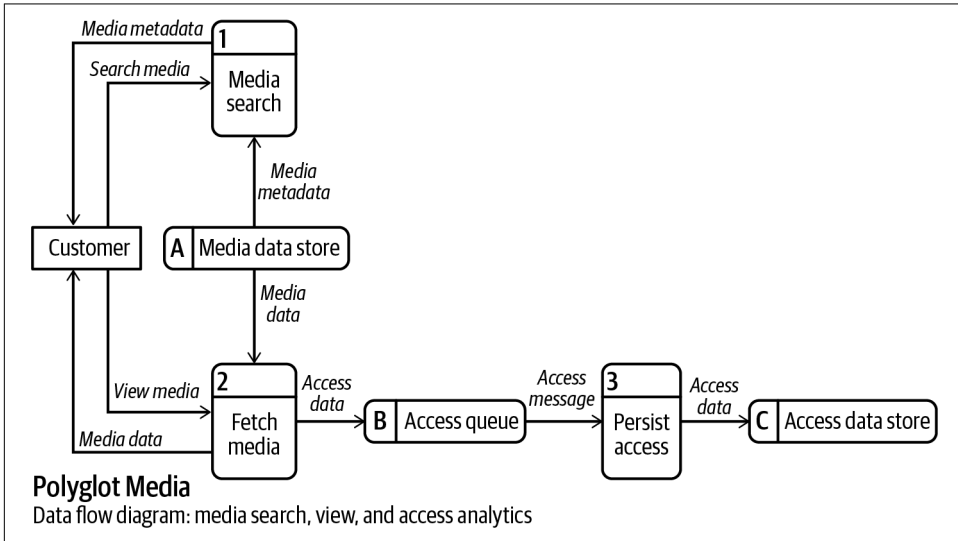 Media metadata
1
Search media
Media
search
Media
metadata
Customer
A Media data store
Media
data
2
View media
Fetch
media
Media data
Access
data
B Access queue
Access
message
3
Persist
access
Access
data
C Access data store
Polyglot Media
Data flow diagram: media search, view, and access analytics